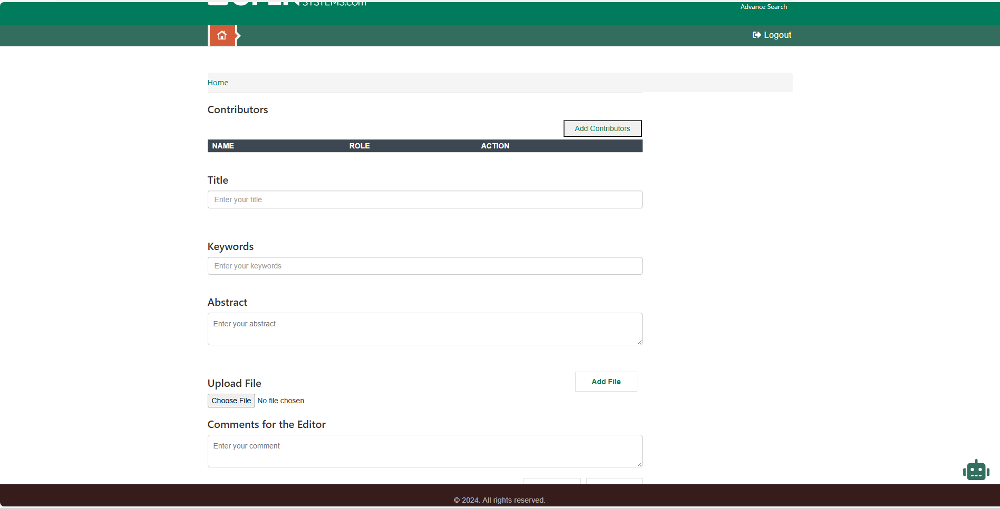 SYSTEMS.com
Advance Search
Logout
Home
Contributors
Add Contributors
NAME ROLE ACTION
Title
Enter your title
Keywords
Enter your keywords
Abstract
Enter your abstract
Upload File
Add File
Choose File No file chosen
Comments for the Editor
Enter your comment
© 2024. All rights reserved.